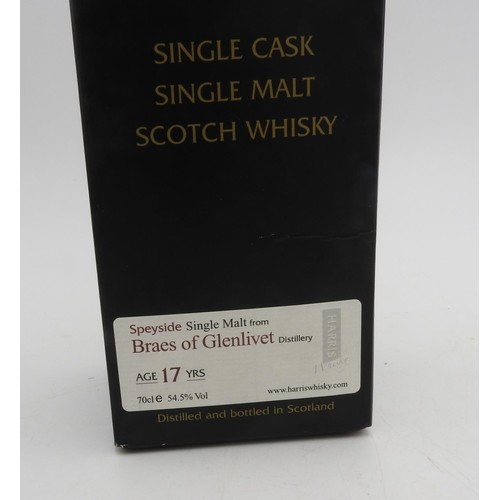 SINGLE CASK
SINGLE MALT
SCOTCH WHISKY
Speyside Single Malt from
Braes of Glenlivet Distillery
HARRIS
AGE 17 YRS
70cl e 54.5% Vol
www.harriswhisky.com
Distilled and bottled in Scotland